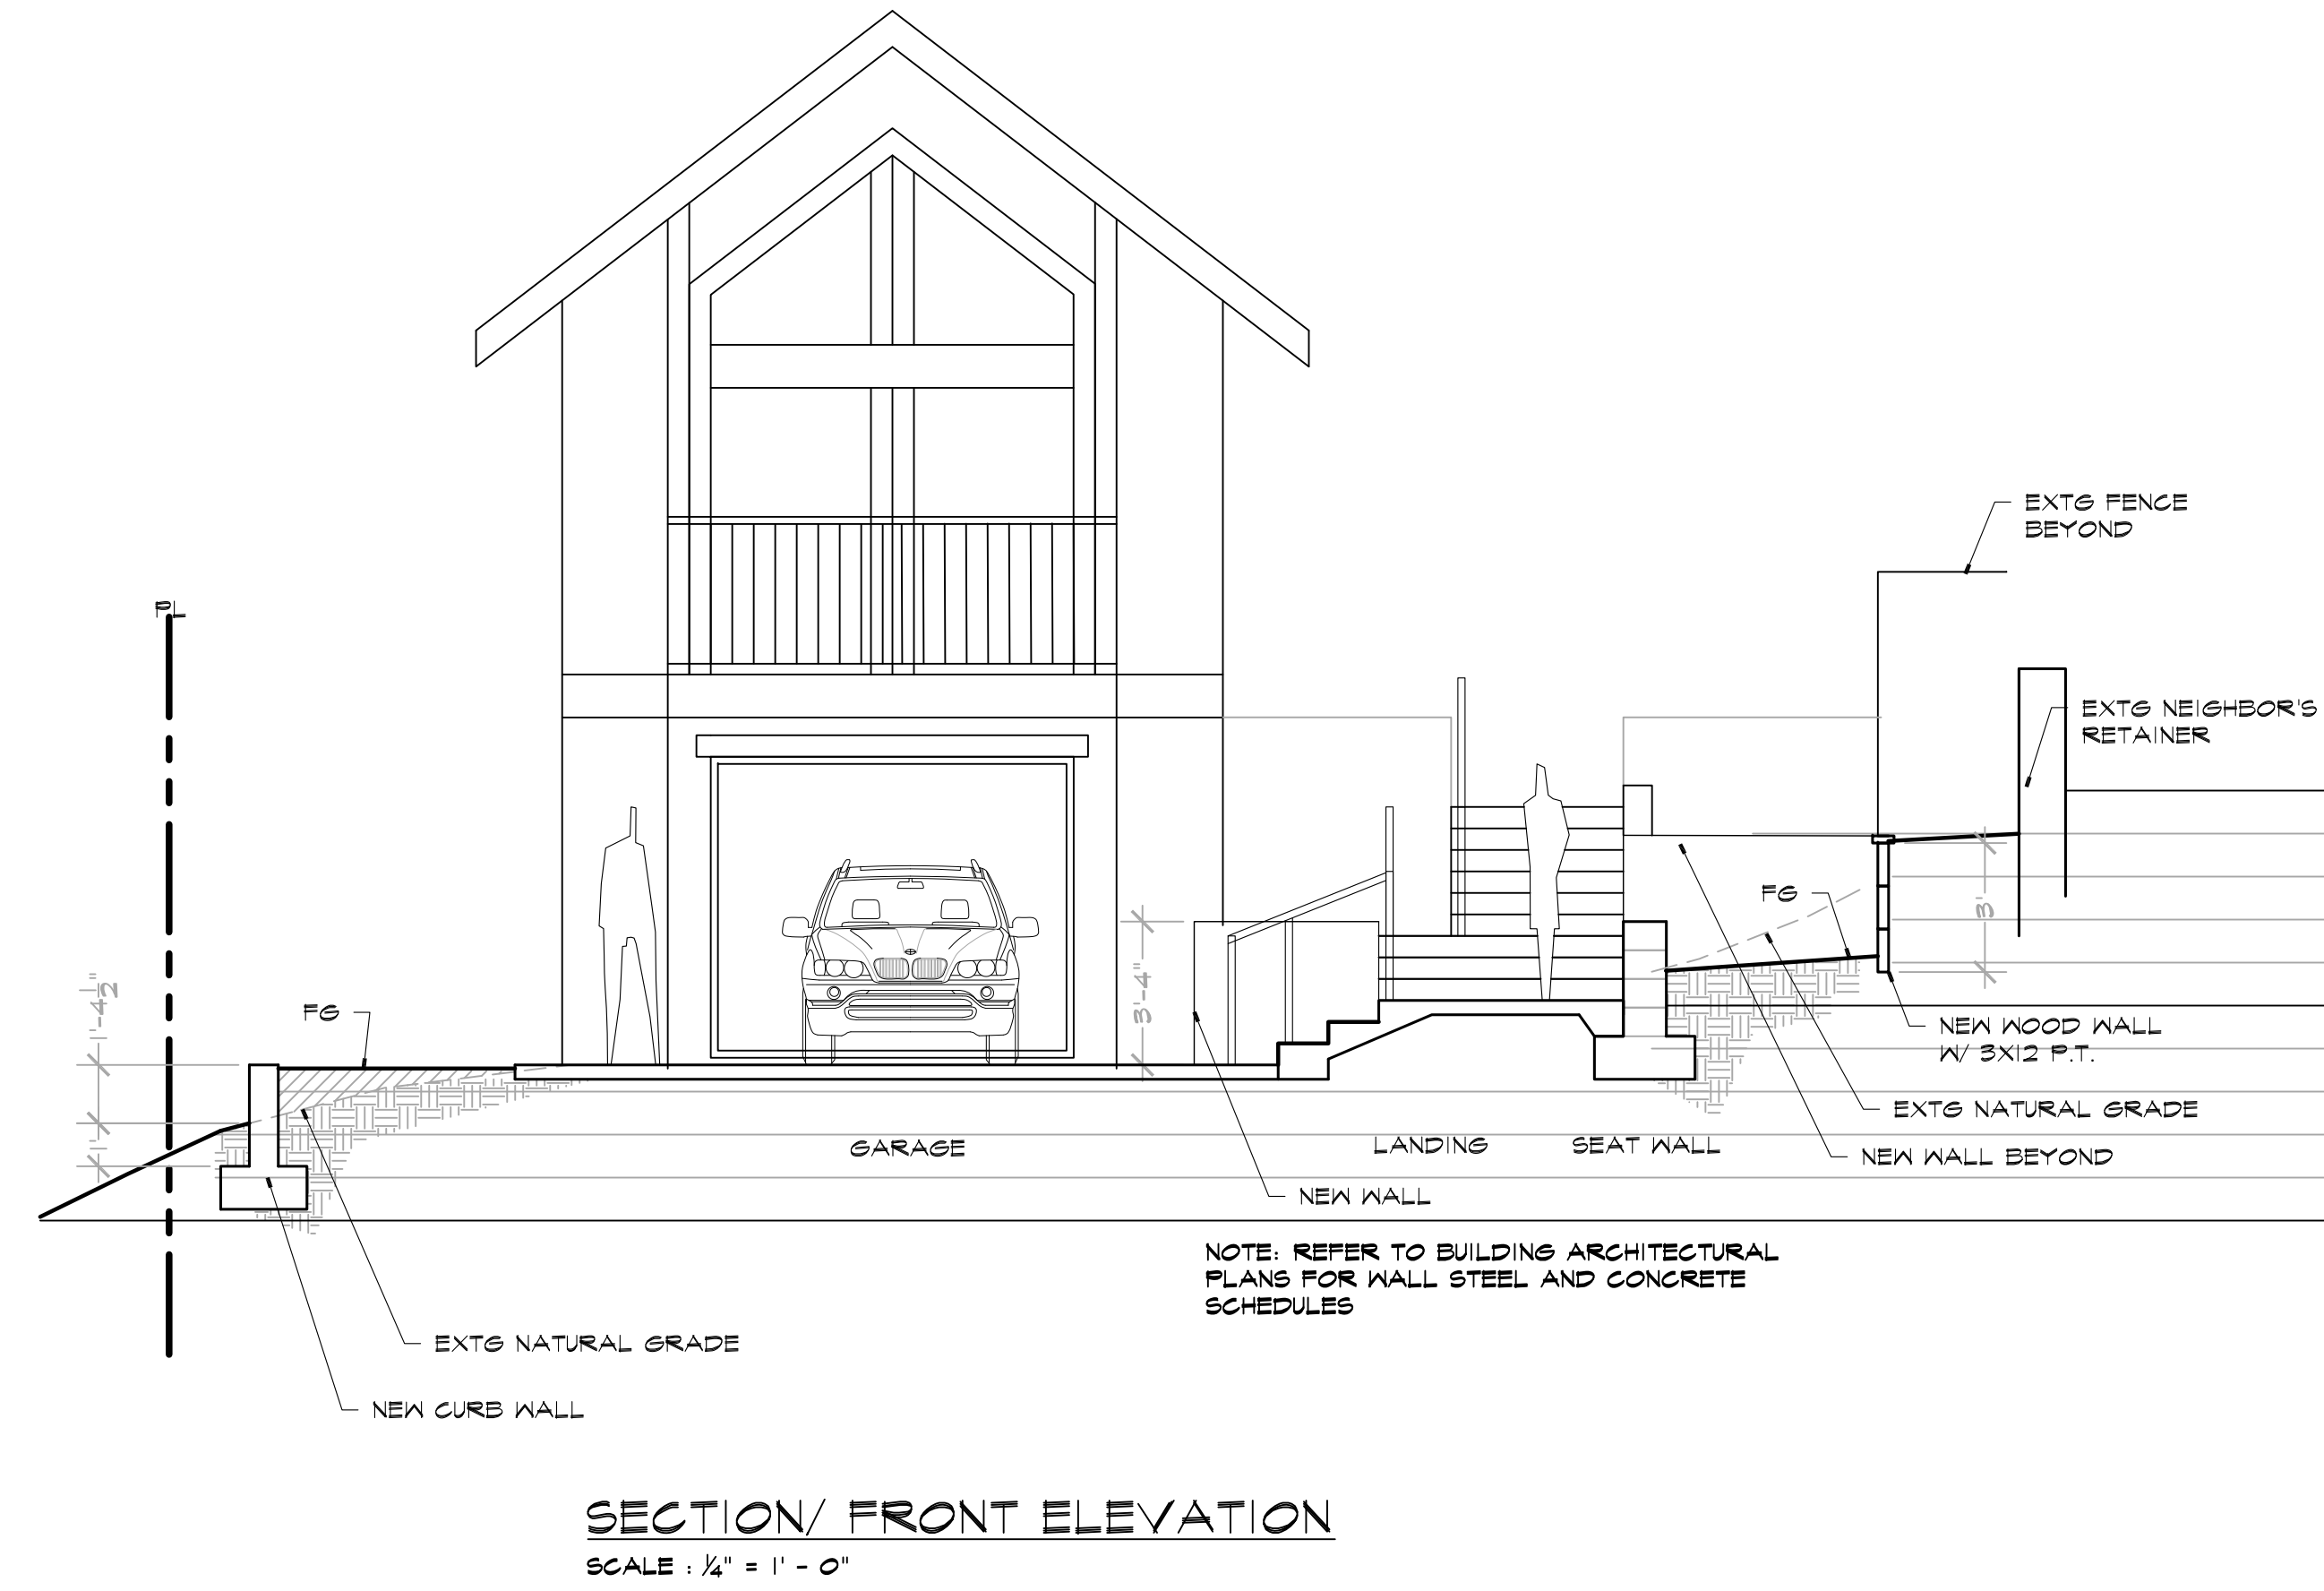 EXTG FENCE
BEYOND
PL
EXTG NEIGHBOR'S
RETAINER
FG
3'
1'-4 1/2"
3'-4"
FG
NEW WOOD WALL
W/ 3X12 P.T.
1'
EXTG NATURAL GRADE
GARAGE
LANDING
SEAT WALL
NEW WALL BEYOND
NEW WALL
NOTE: REFER TO BUILDING ARCHITECTURAL
PLANS FOR WALL STEEL AND CONCRETE
SCHEDULES
EXTG NATURAL GRADE
NEW CURB WALL
SECTION/ FRONT ELEVATION
SCALE : ¼" = 1' - 0"